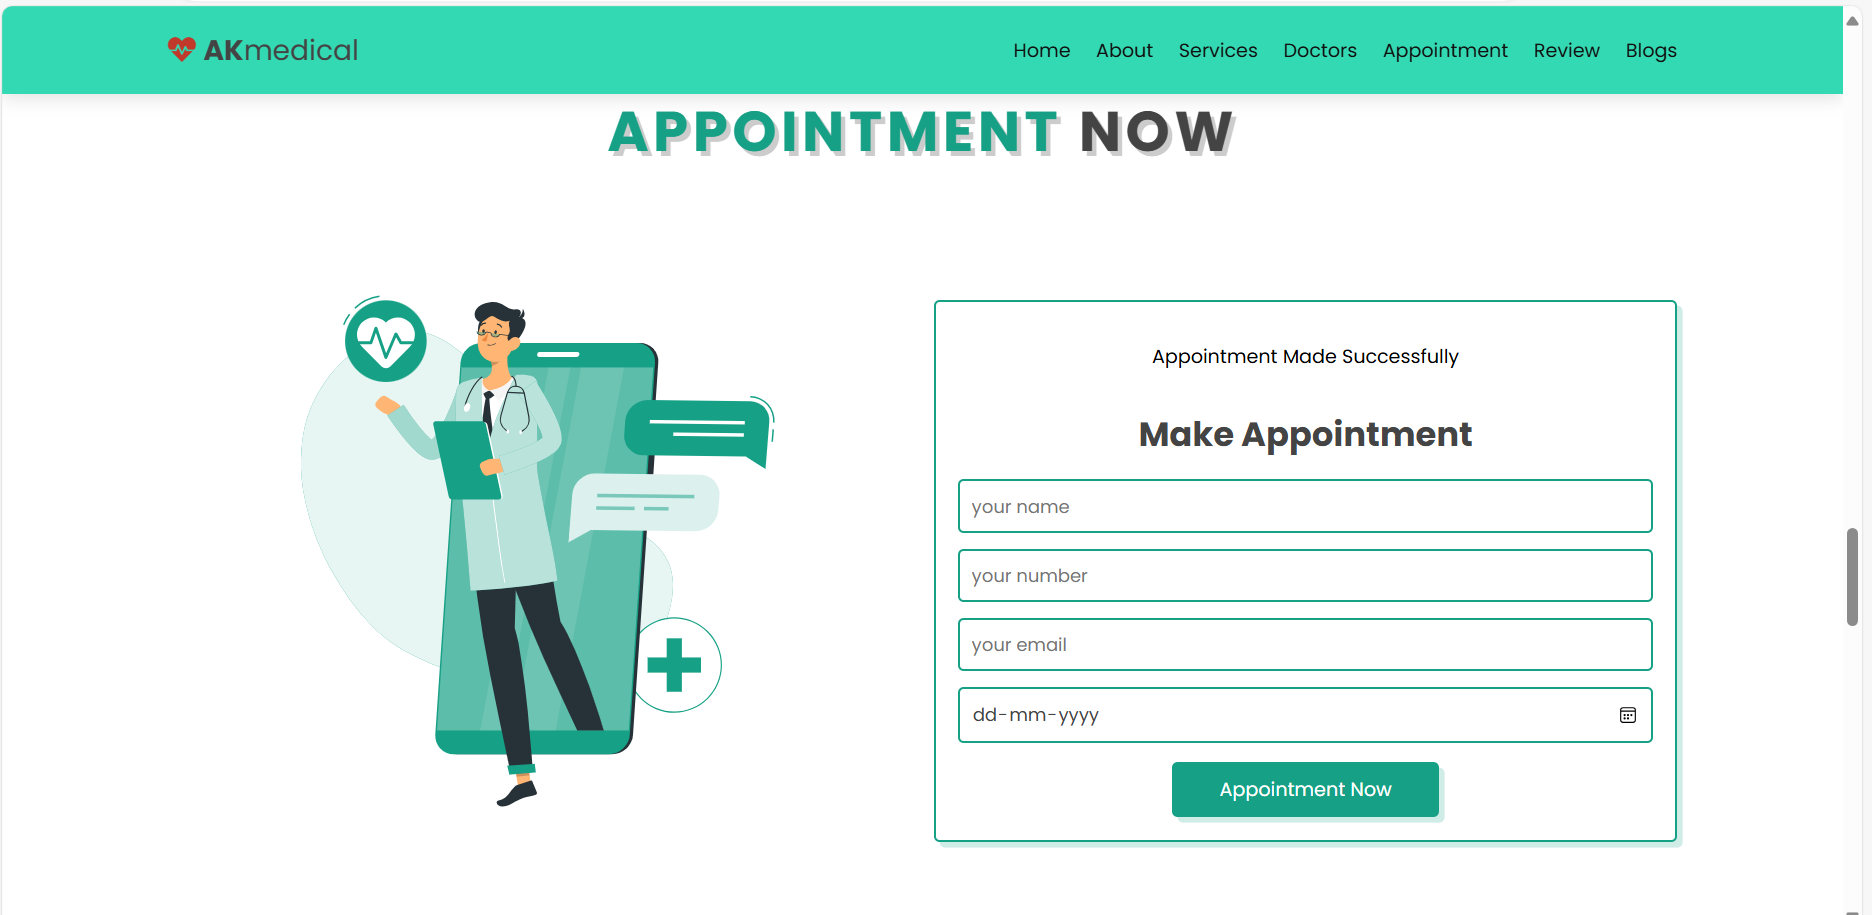 AKmedical
Home About Services Doctors Appointment Review Blogs
APPOINTMENT NOW
Appointment Made Successfully
Make Appointment
your name
your number
your email
dd-mm-yyyy
Appointment Now